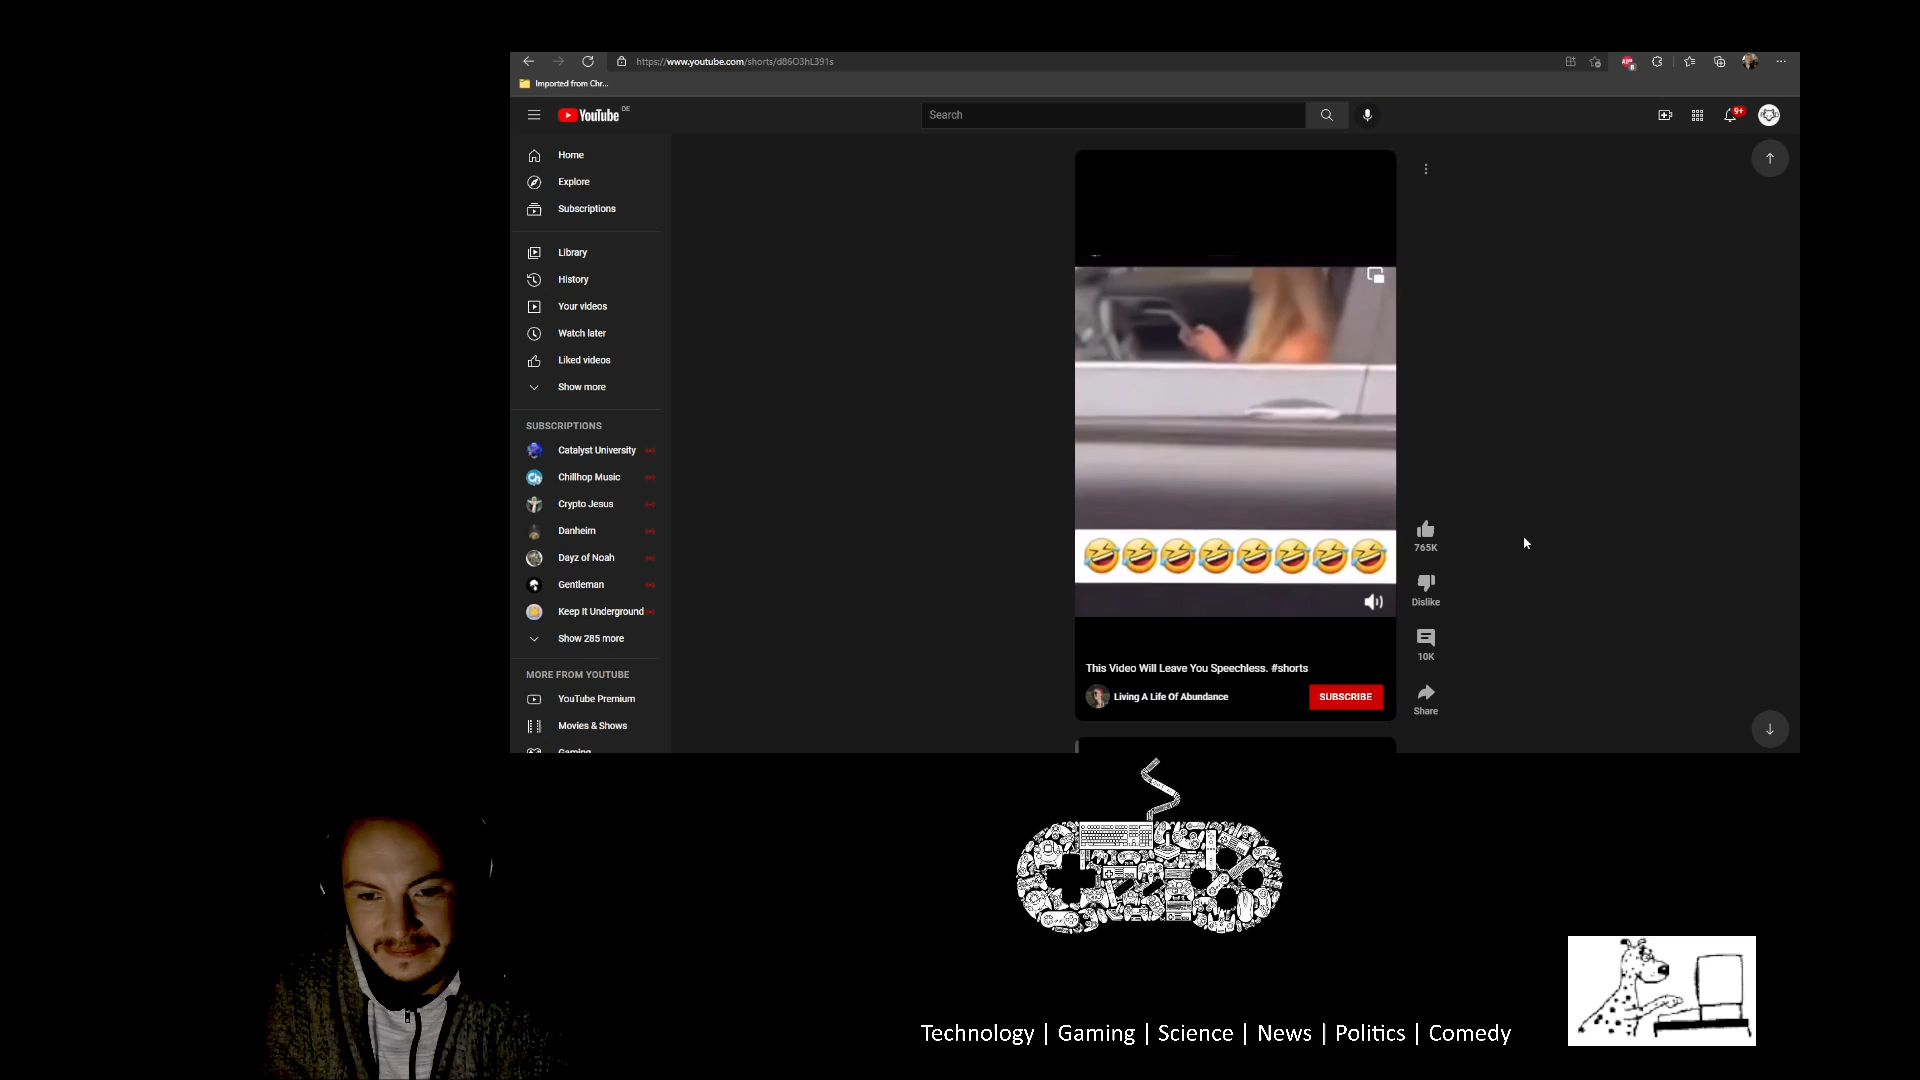 https://www.youtube.com/shorts/d86O3hL391s
Imported from Chr...
YouTube DE
Search
9+
Home
Explore
Subscriptions
Library
History
Your videos
Watch later
Liked videos
Show more
SUBSCRIPTIONS
Catalyst University
Chillhop Music
Crypto Jesus
Danheim
Dayz of Noah
Gentleman
Keep It Underground
Show 285 more
MORE FROM YOUTUBE
YouTube Premium
Movies & Shows
Gaming
765K
Dislike
10K
Share
This Video Will Leave You Speechless. #shorts
Living A Life Of Abundance
SUBSCRIBE
Technology | Gaming | Science | News | Politics | Comedy